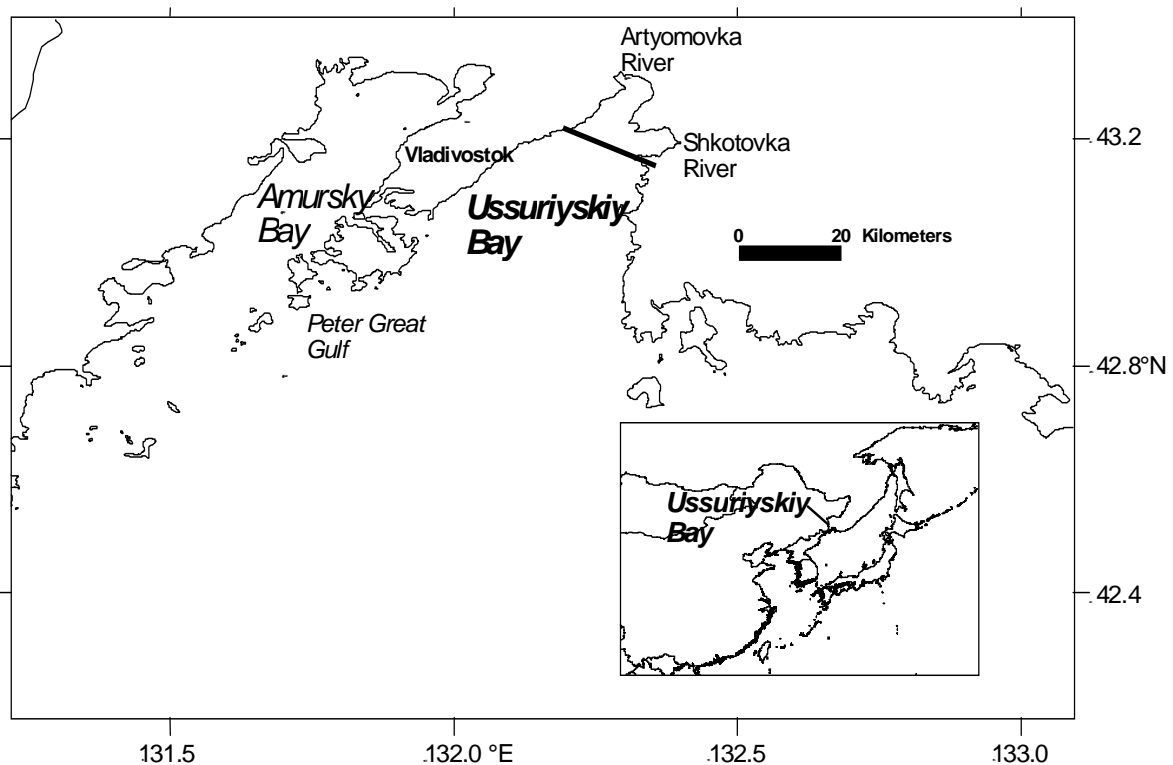 Artyomovka
River
43.2
Shkotovka
River
Vladivostok
Amursky
Bay
Ussuriyskiy
Bay
0 20 Kilometers
Peter Great
Gulf
42.8°N
Ussuriyskiy
Bay
42.4
131.5 132.0 °E 132.5 133.0